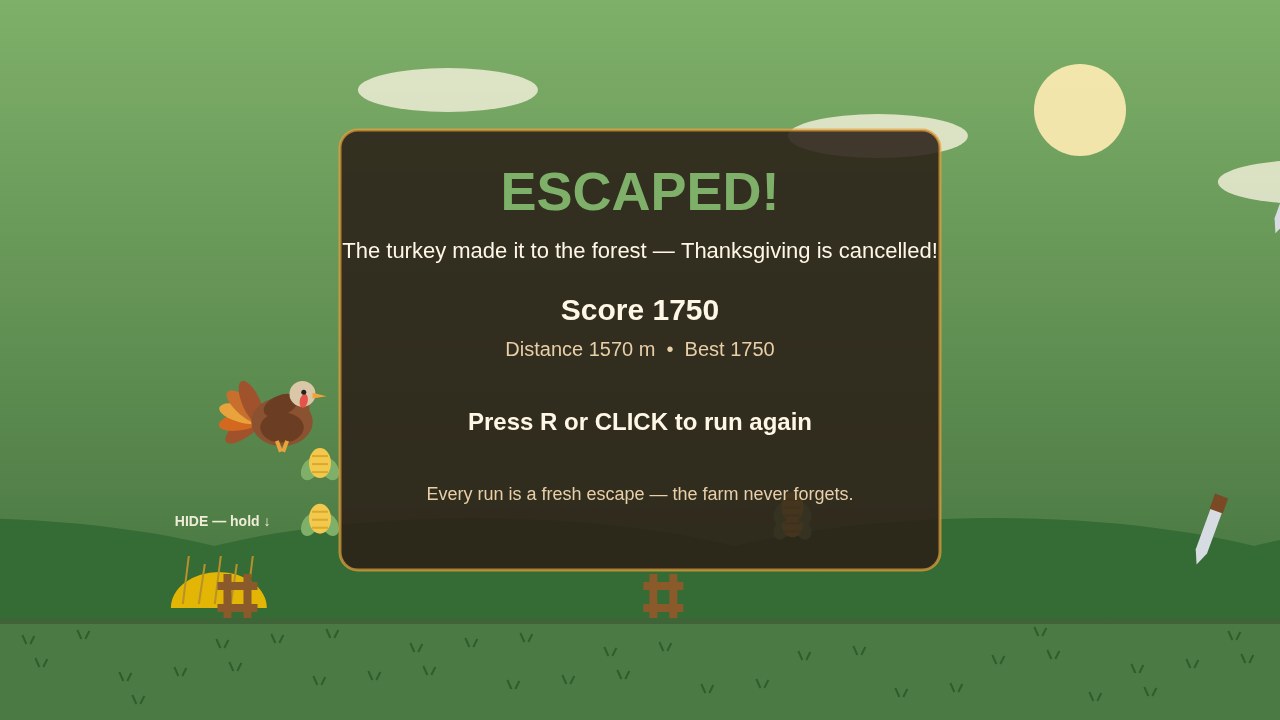 ESCAPED!
The turkey made it to the forest — Thanksgiving is cancelled!
Score 1750
Distance 1570 m • Best 1750
Press R or CLICK to run again
Every run is a fresh escape — the farm never forgets.
HIDE — hold ↓